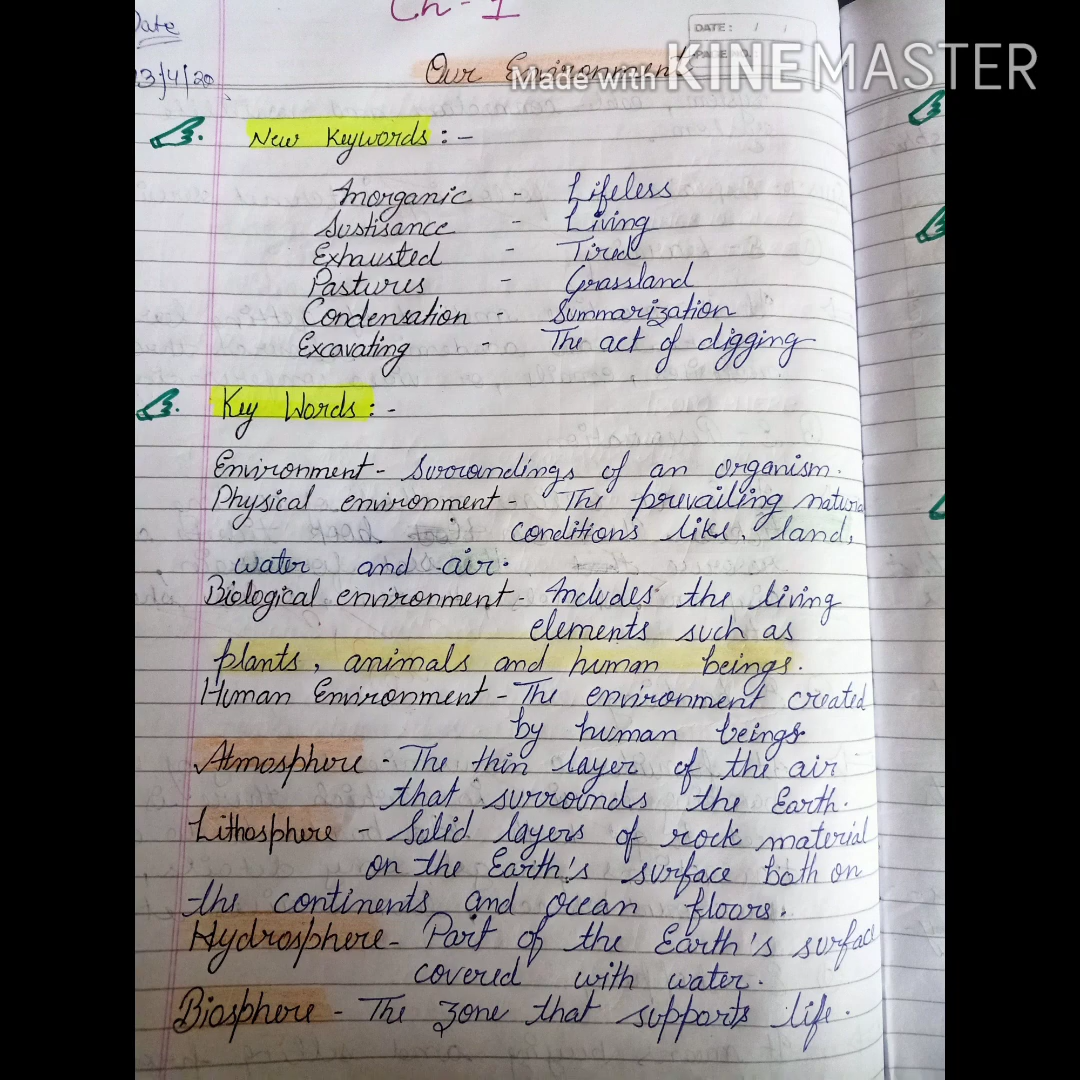 Ch - 1
Date
DATE: / /
Our Environment
Made with KINEMASTER
13/4/20
New Keywords :-
Inorganic - Lifeless
Sustisance - Living
Exhausted - Tired
Pastures - Grassland
Condensation - Summarization
Excavating - The act of digging
Key Words :-
Environment - Surroundings of an organism.
Physical environment - The prevailing natural
conditions like, land,
water and air.
Biological environment - Includes the living
elements such as
plants, animals and human beings.
Human Environment - The environment created
by human beings.
Atmosphere - The thin layer of the air
that surrounds the Earth.
Lithosphere - Solid layers of rock material
on the Earth's surface both on
the continents and ocean floors.
Hydrosphere - Part of the Earth's surface
covered with water.
Biosphere - The zone that supports life.